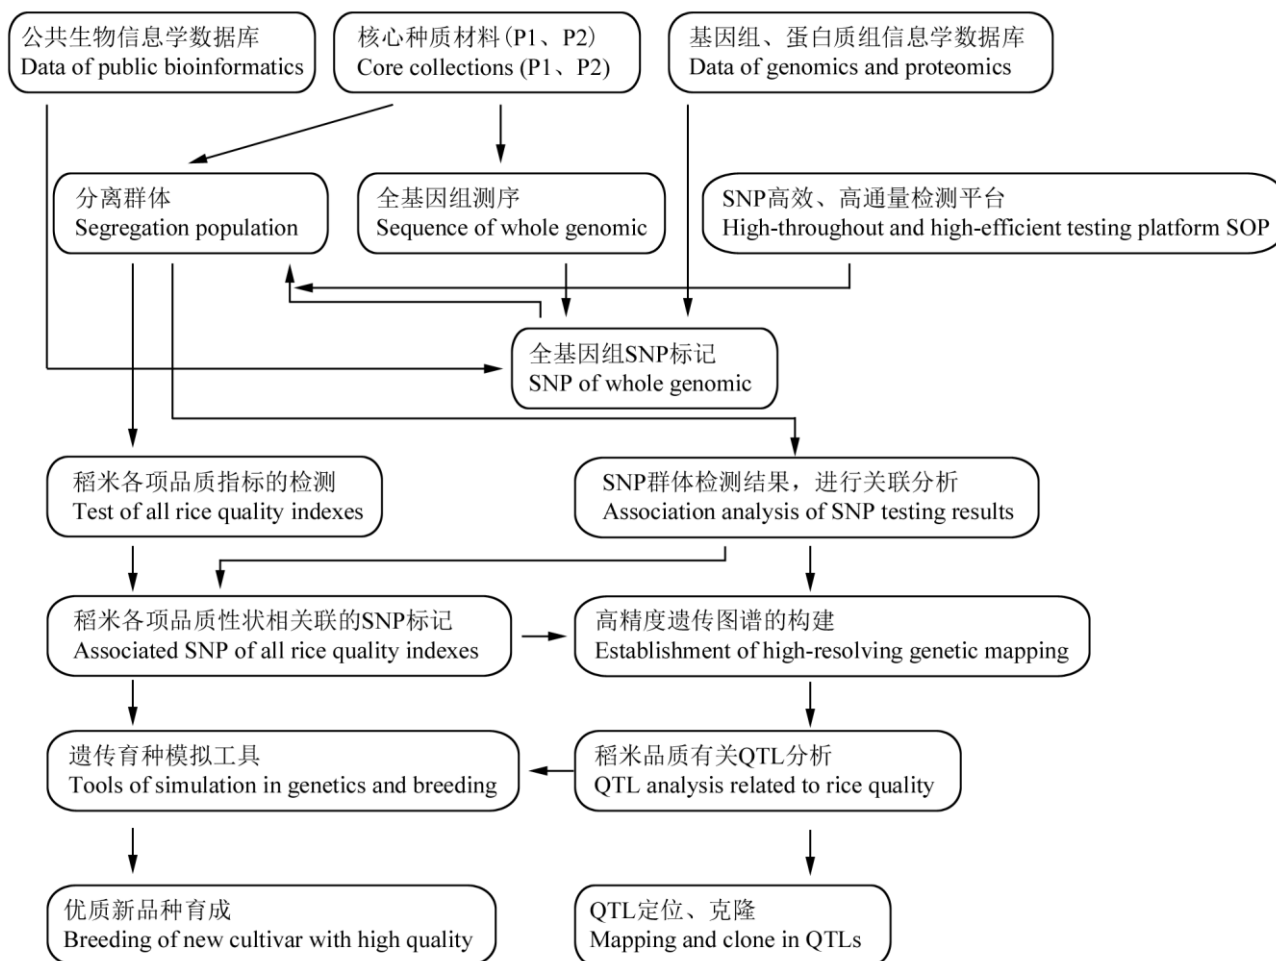 公共生物信息学数据库
Data of public bioinformatics
核心种质材料(P1、P2)
Core collections (P1、P2)
基因组、蛋白质组信息学数据库
Data of genomics and proteomics
分离群体
Segregation population
全基因组测序
Sequence of whole genomic
SNP高效、高通量检测平台
High-throughout and high-efficient testing platform SOP
全基因组SNP标记
SNP of whole genomic
稻米各项品质指标的检测
Test of all rice quality indexes
SNP群体检测结果，进行关联分析
Association analysis of SNP testing results
稻米各项品质性状相关联的SNP标记
Associated SNP of all rice quality indexes
高精度遗传图谱的构建
Establishment of high-resolving genetic mapping
遗传育种模拟工具
Tools of simulation in genetics and breeding
稻米品质有关QTL分析
QTL analysis related to rice quality
优质新品种育成
Breeding of new cultivar with high quality
QTL定位、克隆
Mapping and clone in QTLs